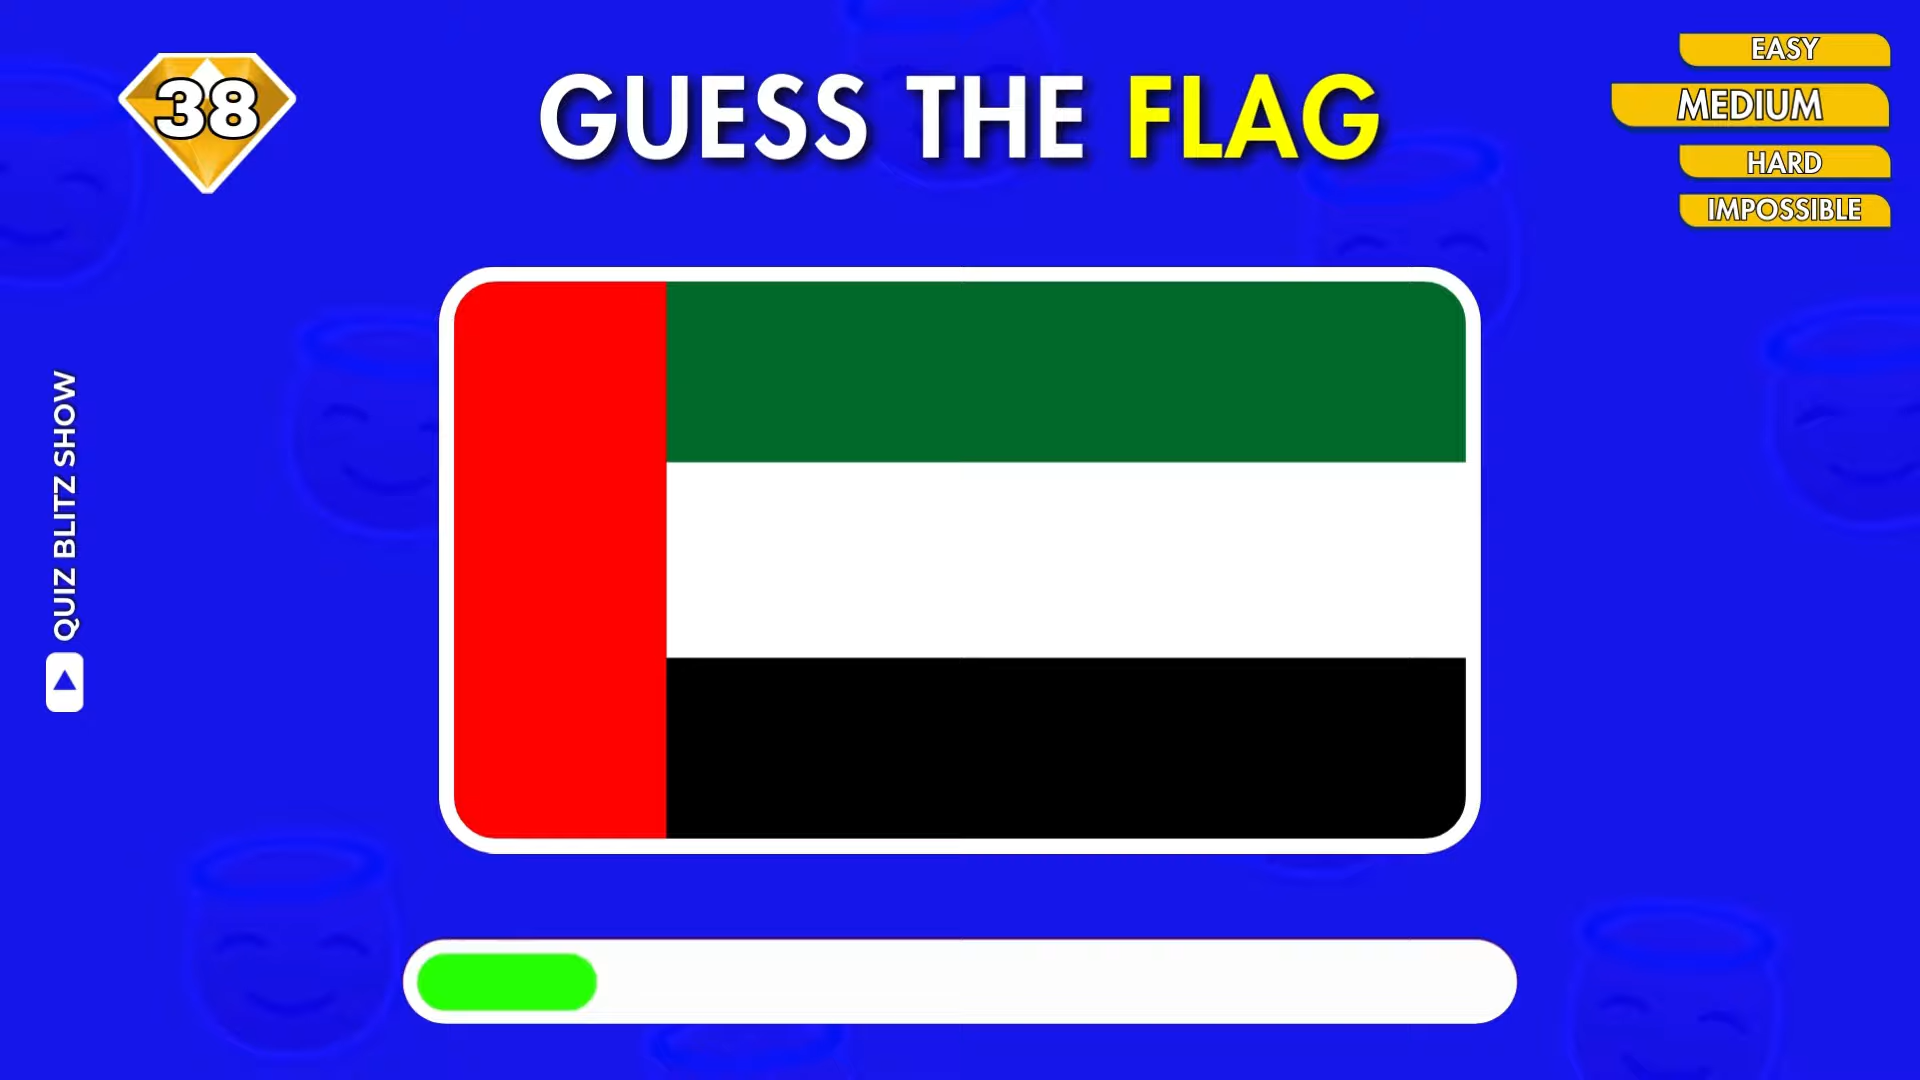 38
GUESS THE FLAG
EASY
MEDIUM
HARD
IMPOSSIBLE
QUIZ BLITZ SHOW